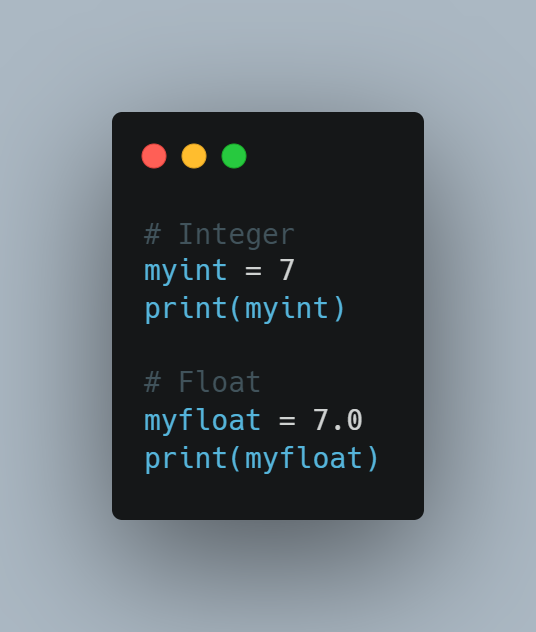 # Integer
myint = 7
print(myint)

# Float
myfloat = 7.0
print(myfloat)